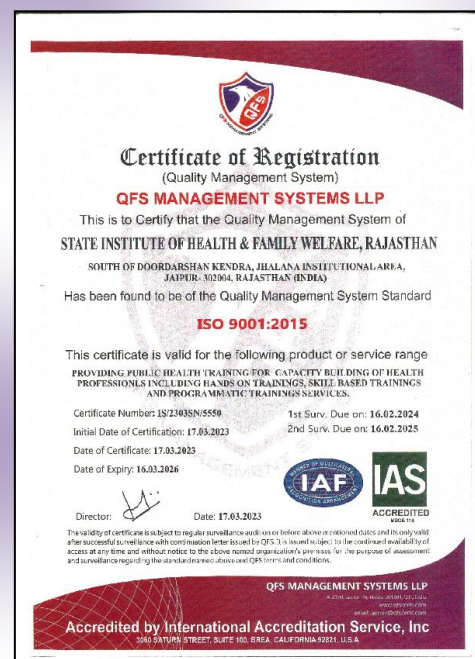 QFS
QFS MANAGEMENT SYSTEMS
Certificate of Registration
(Quality Management System)
QFS MANAGEMENT SYSTEMS LLP
This is to Certify that the Quality Management System of
STATE INSTITUTE OF HEALTH & FAMILY WELFARE, RAJASTHAN
SOUTH OF DOORDARSHAN KENDRA, JHALANA INSTITUTIONAL AREA,
JAIPUR- 302004, RAJASTHAN (INDIA)
Has been found to be of the Quality Management System Standard
ISO 9001:2015
This certificate is valid for the following product or service range
PROVIDING PUBLIC HEALTH TRAINING FOR CAPACITY BUILDING OF HEALTH
PROFESSIONLS INCLUDING HANDS ON TRAININGS, SKILL BASED TRAININGS
AND PROGRAMMATIC TRAININGS SERVICES.
Certificate Number: IS/2303SN/5550
1st Surv. Due on: 16.02.2024
Initial Date of Certification: 17.03.2023
2nd Surv. Due on: 16.02.2025
Date of Certificate: 17.03.2023
Date of Expiry: 16.03.2026
MEMBER OF MULTILATERAL
IAF
RECOGNITION ARRANGEMENT
IAS
ACCREDITED
Director:
Date: 17.03.2023
The validity of certificate is subject to regular surveillance audit on or before above mentioned dates and its only valid
after successful surveillance with continuation letter issued by QFS. It is issued subject to the continued availability of
access at any time and without notice to the above named organization's premises for the purpose of assessment
and surveillance regarding the standard named above and QFS terms and conditions.
QFS MANAGEMENT SYSTEMS LLP
Accredited by International Accreditation Service, Inc
3060 SATURN STREET, SUITE 100, BREA, CALIFORNIA 92821, U.S.A